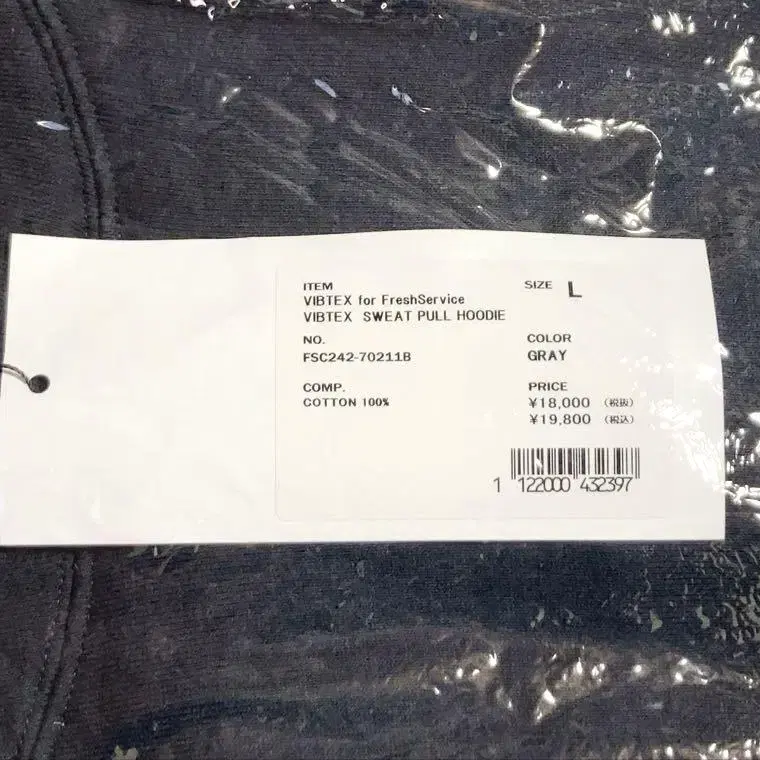 ITEM
VIBTEX for FreshService
VIBTEX SWEAT PULL HOODIE
SIZE L
NO.
FSC242-70211B
COLOR
GRAY
COMP.
COTTON 100%
PRICE
¥18,000 (税抜)
¥19,800 (税込)
1 122000 432397